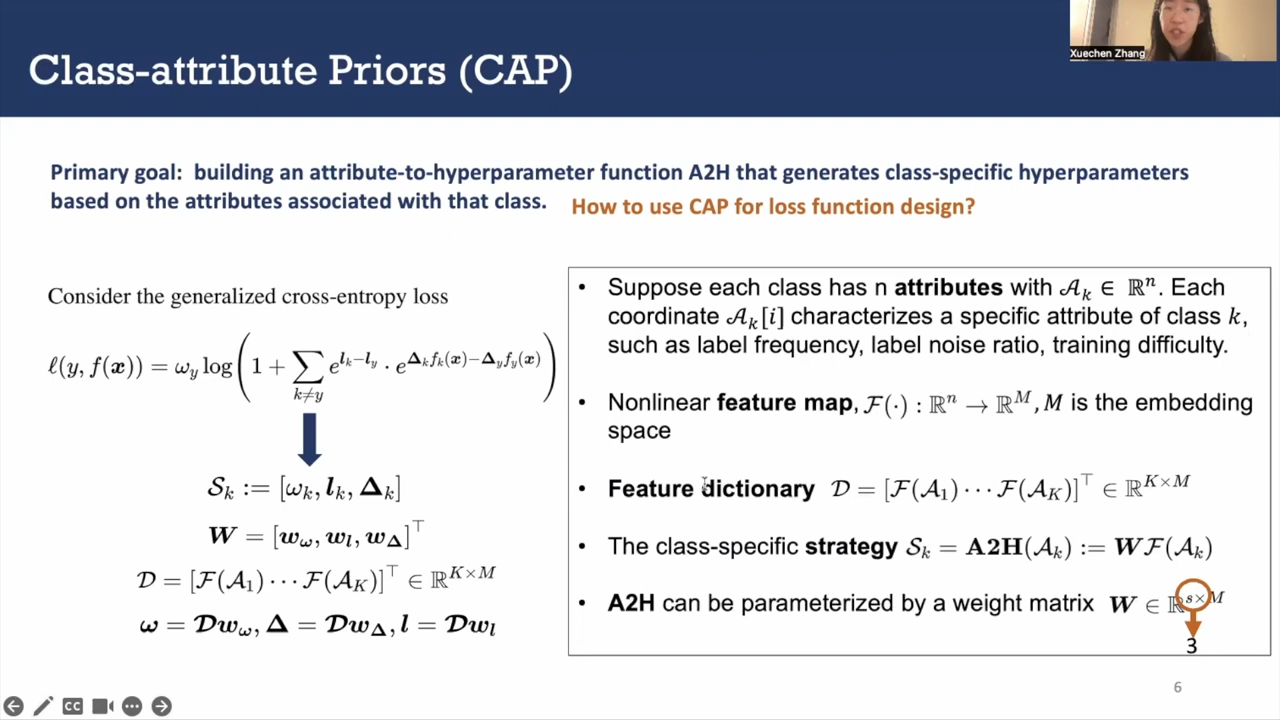 Xuechen Zhang
Class-attribute Priors (CAP)
Primary goal: building an attribute-to-hyperparameter function A2H that generates class-specific hyperparameters
based on the attributes associated with that class.
How to use CAP for loss function design?
Consider the generalized cross-entropy loss
ℓ(y, f(x)) = ω_y log(1 + ∑_{k≠y} e^{l_k−l_y} · e^{Δ_k f_k(x)−Δ_y f_y(x)})
S_k := [ω_k, l_k, Δ_k]
W = [w_ω, w_l, w_Δ]^⊤
D = [F(A_1) ··· F(A_K)]^⊤ ∈ ℝ^{K×M}
ω = Dw_ω, Δ = Dw_Δ, l = Dw_l
• Suppose each class has n attributes with A_k ∈ ℝ^n. Each
coordinate A_k[i] characterizes a specific attribute of class k,
such as label frequency, label noise ratio, training difficulty.
• Nonlinear feature map, F(·) : ℝ^n → ℝ^M, M is the embedding
space
• Feature dictionary D = [F(A_1) ··· F(A_K)]^⊤ ∈ ℝ^{K×M}
• The class-specific strategy S_k = A2H(A_k) := WF(A_k)
• A2H can be parameterized by a weight matrix W ∈ ℝ^{s×M}
3
6
CC